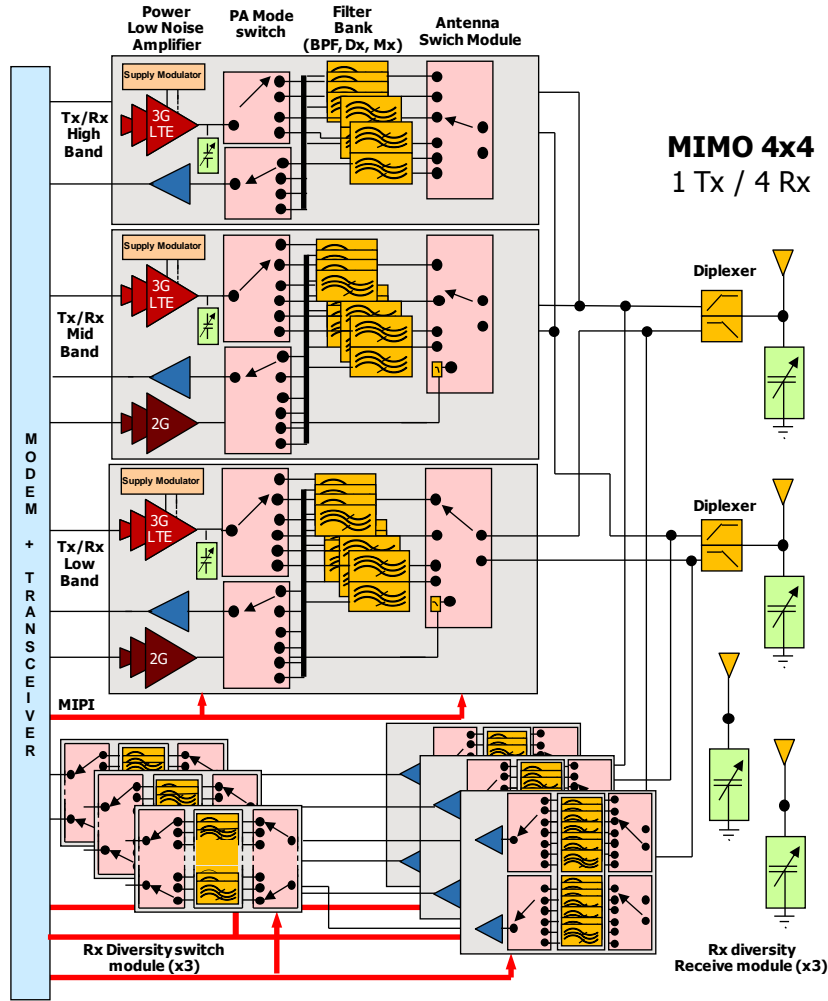 Power
Low Noise
Amplifier
PA Mode
switch
Filter
Bank
(BPF, Dx, Mx)
Antenna
Swich Module
Supply Modulator
3G
LTE
Tx/Rx
High
Band
MIMO 4x4
1 Tx / 4 Rx
Supply Modulator
3G
LTE
Tx/Rx
Mid
Band
2G
Diplexer
Supply Modulator
3G
LTE
Tx/Rx
Low
Band
2G
Diplexer
MODEM + TRANSCEIVER
MIPI
Rx Diversity switch
module (x3)
Rx diversity
Receive module (x3)